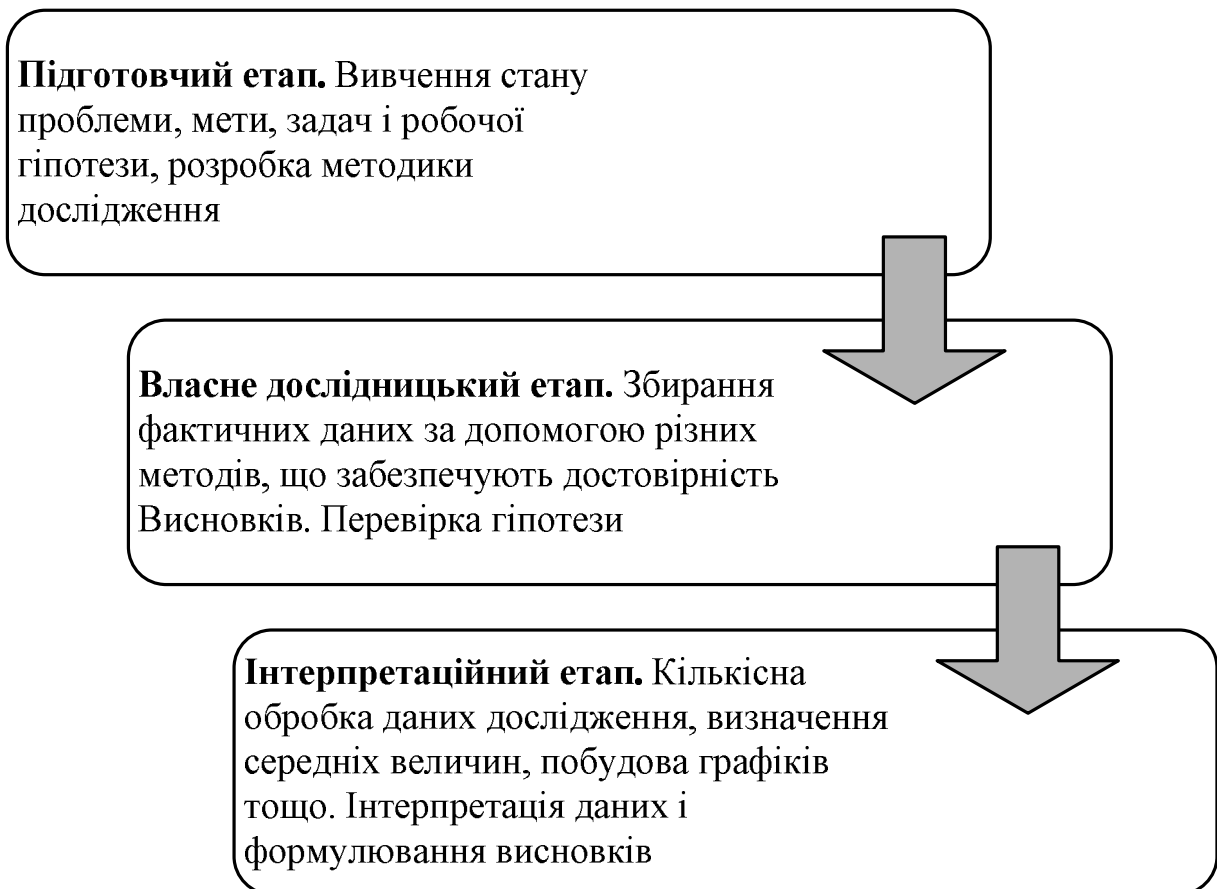 Підготовчий етап. Вивчення стану
проблеми, мети, задач і робочої
гіпотези, розробка методики
дослідження
Власне дослідницький етап. Збирання
фактичних даних за допомогою різних
методів, що забезпечують достовірність
Висновків. Перевірка гіпотези
Інтерпретаційний етап. Кількісна
обробка даних дослідження, визначення
середніх величин, побудова графіків
тощо. Інтерпретація даних і
формулювання висновків